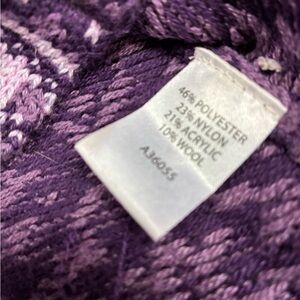 46% POLYESTER
23% NYLON
21% ACRYLIC
10% WOOL
A36055